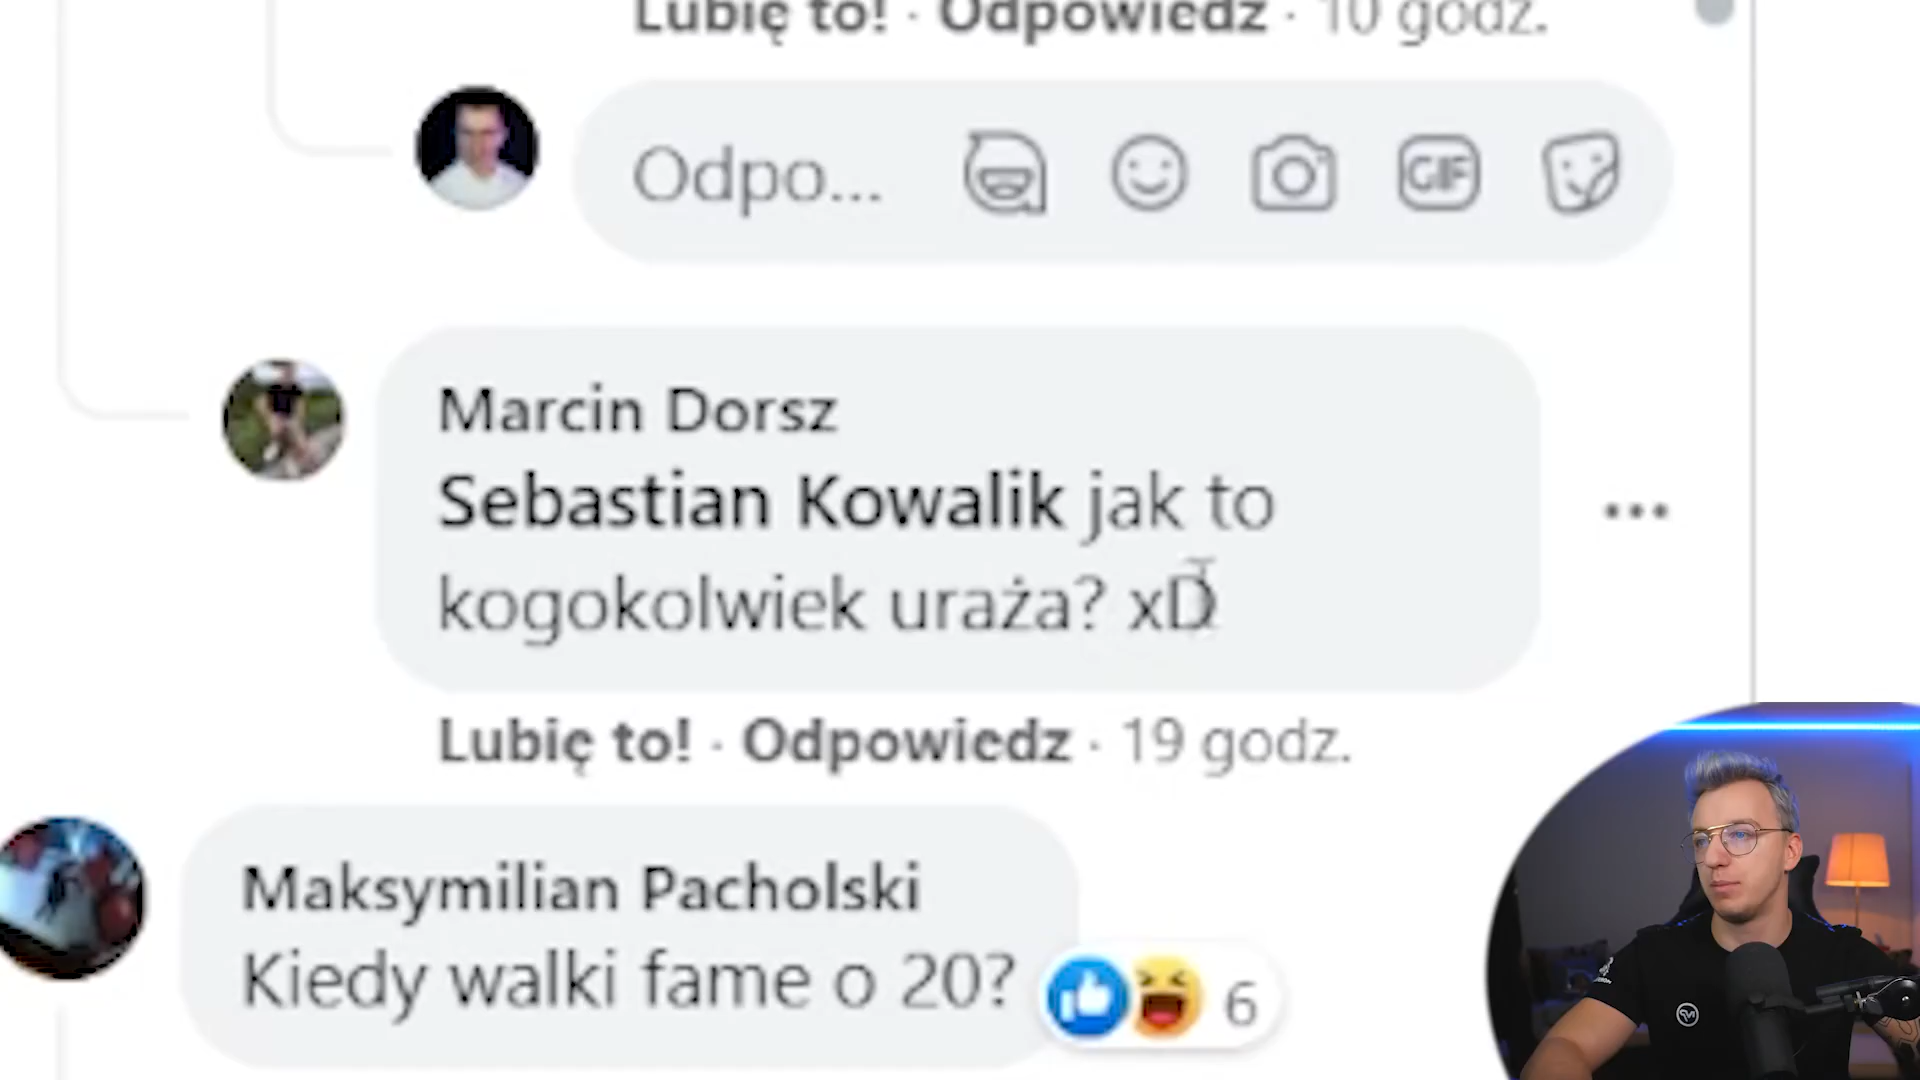 Lubię to! · Odpowiedz · 10 godz.
Odpo...
GIF
Marcin Dorsz
Sebastian Kowalik jak to
kogokolwiek uraża? xD
Lubię to! · Odpowiedz · 19 godz.
Maksymilian Pacholski
Kiedy walki fame o 20?
6